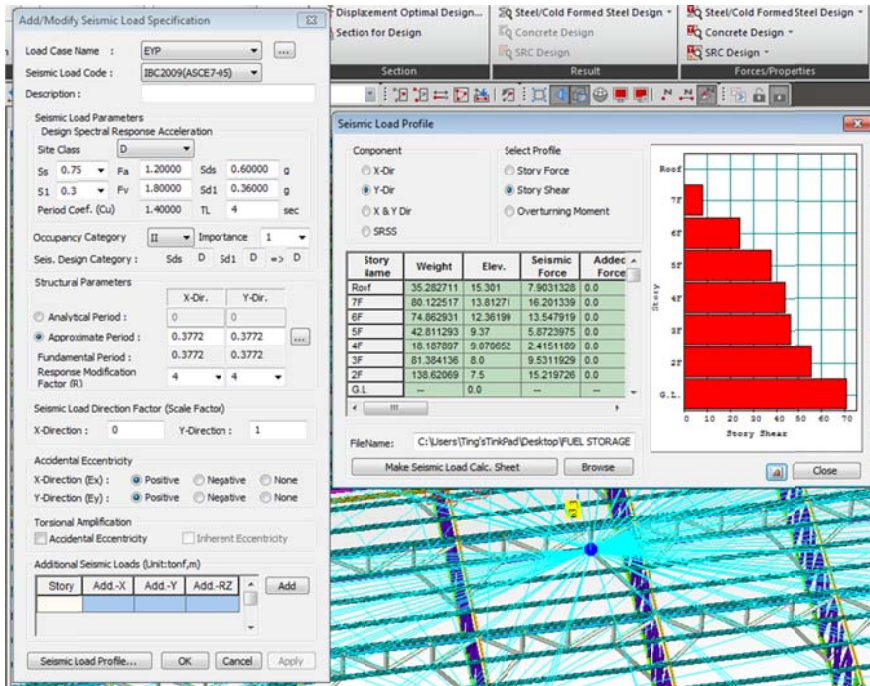 Add/Modify Seismic Load Specification
Load Case Name : EYP ...
Seismic Load Code : IBC2009(ASCE7-05)
Description :
Seismic Load Parameters
Design Spectral Response Acceleration
Site Class D
Ss 0.75 Fa 1.20000 Sds 0.60000 g
S1 0.3 Fv 1.80000 Sd1 0.36000 g
Period Coef. (Cu) 1.40000 TL 4 sec
Occupancy Category II Importance 1
Seis. Design Category : Sds D Sd1 D => D
Structural Parameters
X-Dir. Y-Dir.
Analytical Period : 0 0
Approximate Period : 0.3772 0.3772 ...
Fundamental Period : 0.3772 0.3772
Response Modification Factor (R) 4 4
Seismic Load Direction Factor (Scale Factor)
X-Direction : 0 Y-Direction : 1
Accidental Eccentricity
X-Direction (Ex) : Positive Negative None
Y-Direction (Ey) : Positive Negative None
Torsional Amplification
Accidental Eccentricity Inherent Eccentricity
Additional Seismic Loads (Unit:tonf,m)
Story Add.-X Add.-Y Add.-RZ Add
Seismic Load Profile... OK Cancel Apply
Displacement Optimal Design... Steel/Cold Formed Steel Design Steel/Cold Formed Steel Design
Section for Design Concrete Design Concrete Design
SRC Design SRC Design
Section Result Forces/Properties
Seismic Load Profile
Component Select Profile
X-Dir Story Force
Y-Dir Story Shear
X & Y Dir Overturning Moment
SRSS
Story Name Weight Elev. Seismic Force Added Force
Roof 35.282711 15.301 7.9031328 0.0
7F 80.122517 16.201339 0.0
6F 74.862931 12.36199 13.547919 0.0
5F 42.811293 9.37 5.8723975 0.0
4F 2.4151189 0.0
3F 81.384136 8.0 9.5311929 0.0
2F 138.62069 7.5 15.219726 0.0
G.L -- 0.0 -- --
FileName: C:\Users\Ting'sTinkPad\Desktop\FUEL STORAGE
Make Seismic Load Calc. Sheet Browse
Roof
7F
6F
5F
4F
3F
2F
G.L.
Story
0 10 20 30 40 50 60 70
Story Shear
Close